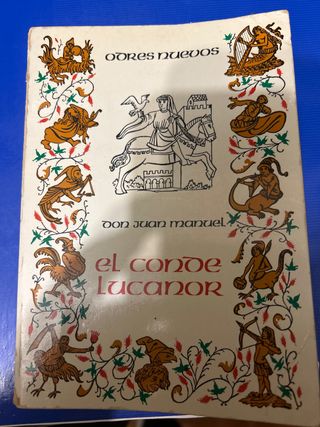 odres nuevos
don juan manuel
el conde
lucanor